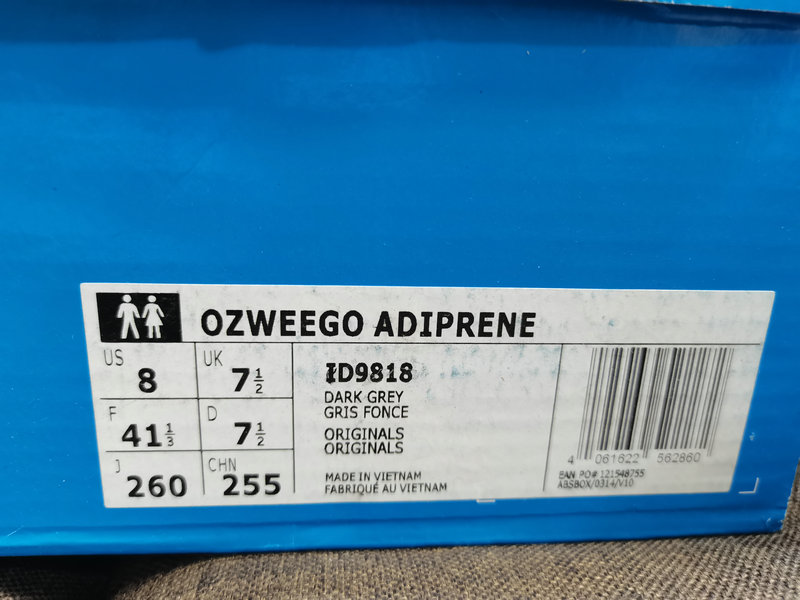 OZWEEGO ADIPRENE
US 8 UK 7 1/2
F 41 1/3 D 7 1/2
J 260 CHN 255
ID9818
DARK GREY
GRIS FONCE
ORIGINALS
ORIGINALS
MADE IN VIETNAM
FABRIQUÉ AU VIETNAM
4 061622 562860
EAN PO# 121548755
ABSBOX/0314/V10